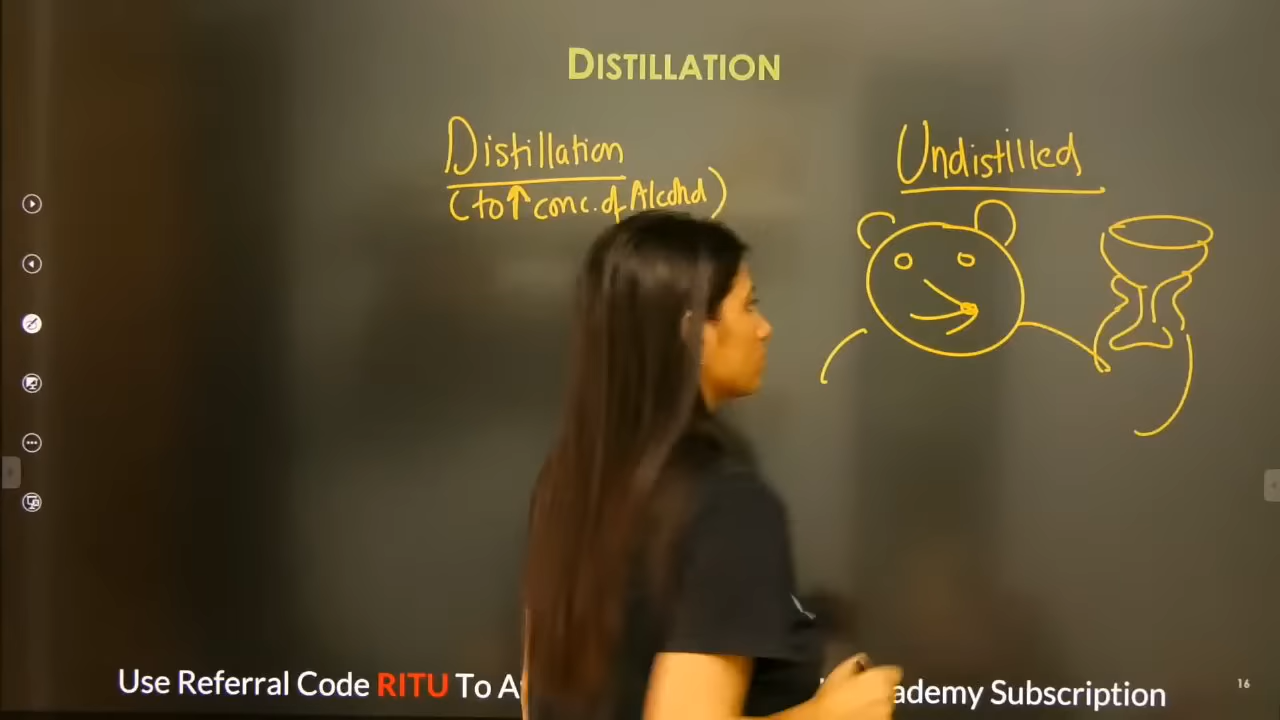 DISTILLATION
Distillation
(to↑ conc. of Alcohol)
Undistilled
Use Referral Code RITU To A
ademy Subscription
16